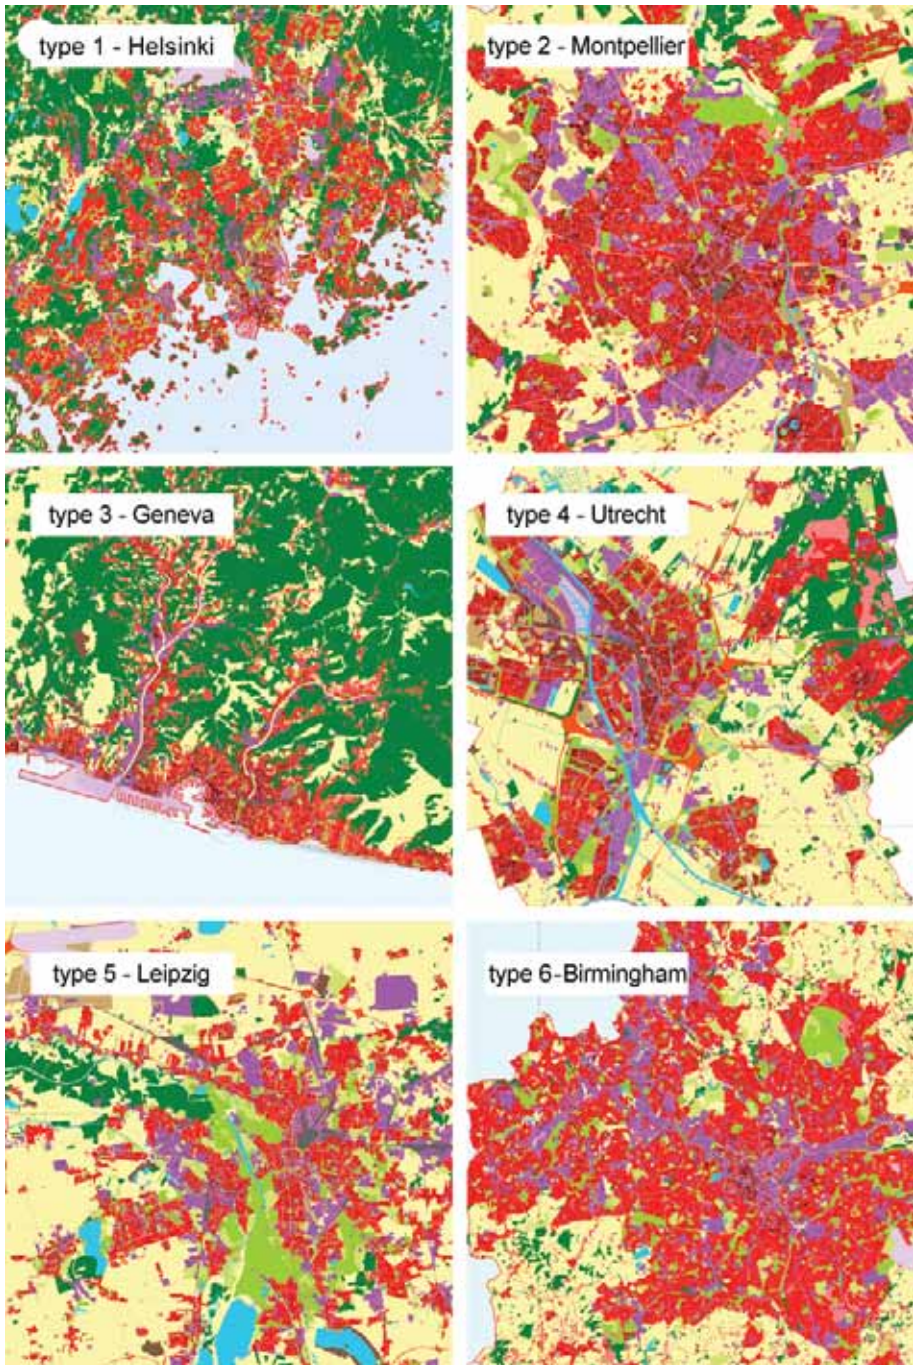 type 1 - Helsinki
type 2 - Montpellier
type 3 - Geneva
type 4 - Utrecht
type 5 - Leipzig
type 6-Birmingham